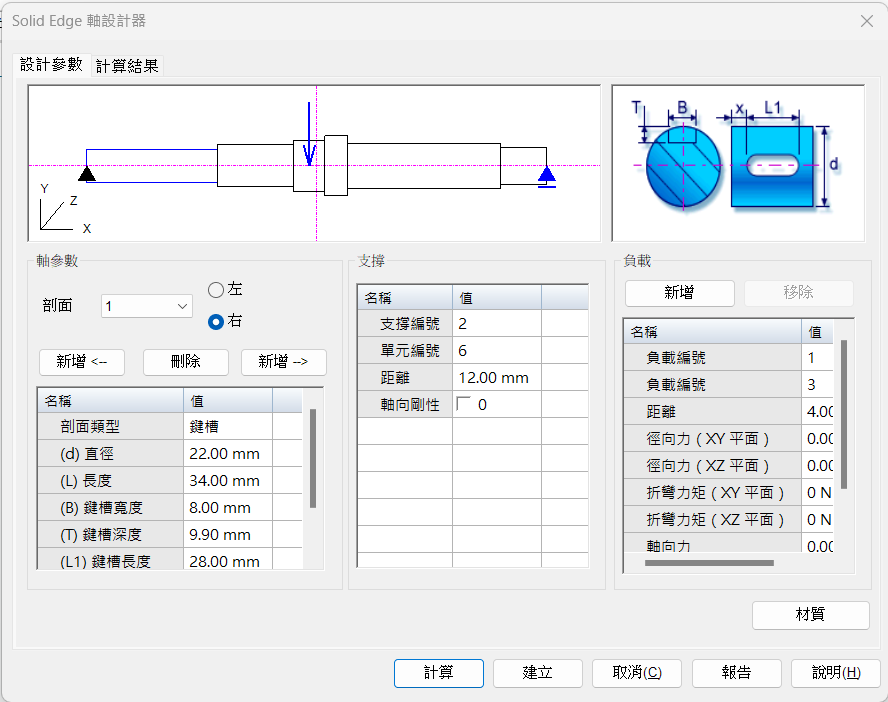 Solid Edge 軸設計器
設計參數 計算結果
Y
Z
X
T B x L1
d
軸參數
剖面 1
左
右
新增 <-- 刪除 新增 -->
名稱 值
剖面類型 鍵槽
(d) 直徑 22.00 mm
(L) 長度 34.00 mm
(B) 鍵槽寬度 8.00 mm
(T) 鍵槽深度 9.90 mm
(L1) 鍵槽長度 28.00 mm
支撐
名稱 值
支撐編號 2
單元編號 6
距離 12.00 mm
軸向剛性 0
負載
新增 移除
名稱 值
負載編號 1
負載編號 3
距離 4.00
徑向力 ( XY 平面 ) 0.00
徑向力 ( XZ 平面 ) 0.00
折彎力矩 ( XY 平面 ) 0 N
折彎力矩 ( XZ 平面 ) 0 N
軸向力 0.00
材質
計算 建立 取消(C) 報告 說明(H)